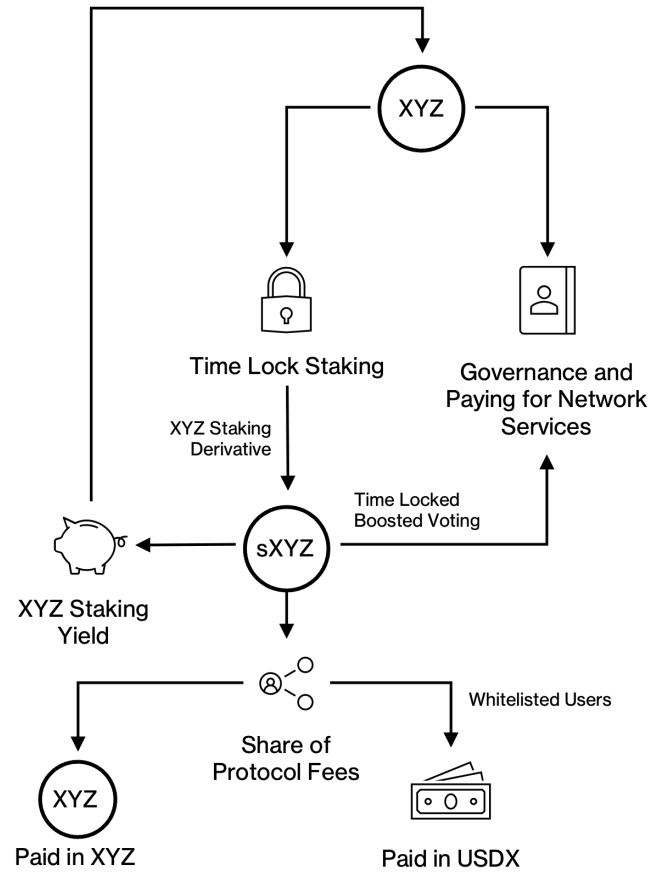 XYZ
Time Lock Staking
Governance and
Paying for Network
Services
XYZ Staking
Derivative
Time Locked
Boosted Voting
sXYZ
XYZ Staking
Yield
Whitelisted Users
Share of
Protocol Fees
XYZ
Paid in XYZ
Paid in USDX